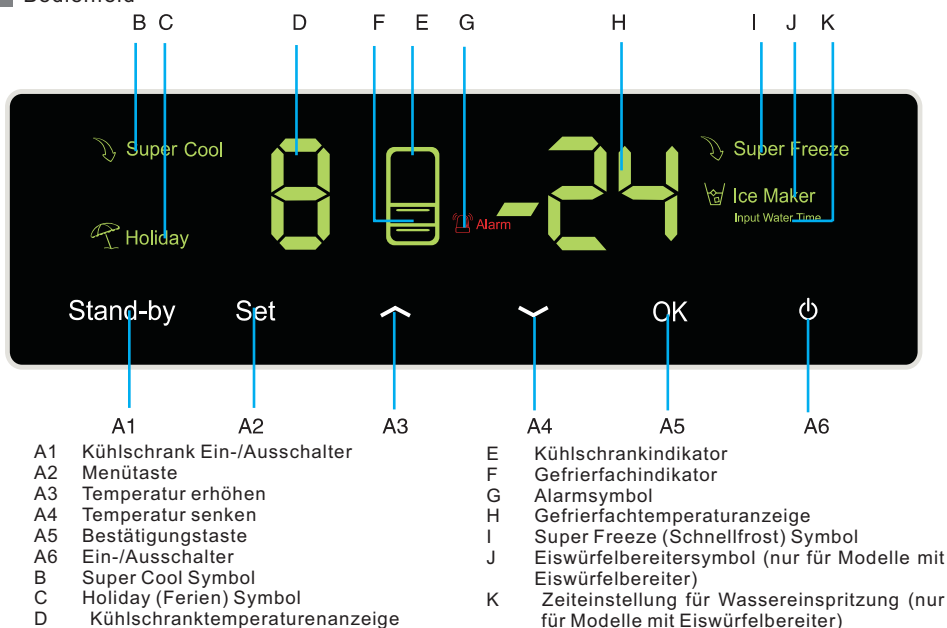 B C D F E G H I J K
Super Cool
8
-24
Super Freeze
Ice Maker
Input Water Time
Alarm
Holiday
Stand-by Set OK
A1 A2 A3 A4 A5 A6
A1 Kühlschrank Ein-/Ausschalter
A2 Menütaste
A3 Temperatur erhöhen
A4 Temperatur senken
A5 Bestätigungstaste
A6 Ein-/Ausschalter
B Super Cool Symbol
C Holiday (Ferien) Symbol
D Kühlschranktemperaturenanzeige
E Kühlschrankindikator
F Gefrierfachindikator
G Alarmsymbol
H Gefrierfachtemperaturanzeige
I Super Freeze (Schnellfrost) Symbol
J Eiswürfelbereitersymbol (nur für Modelle mit
Eiswürfelbereiter)
K Zeiteinstellung für Wassereinspritzung (nur
für Modelle mit Eiswürfelbereiter)